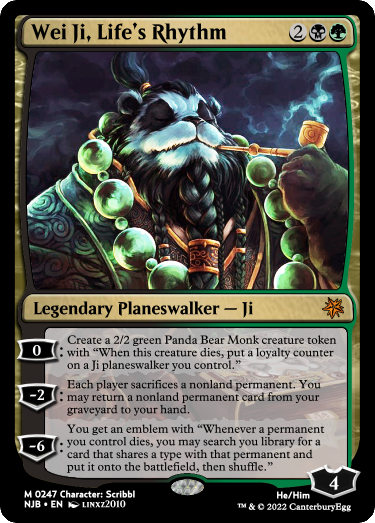 Wei Ji, Life's Rhythm 2
Legendary Planeswalker — Ji
0: Create a 2/2 green Panda Bear Monk creature token
with “When this creature dies, put a loyalty counter
on a Ji planeswalker you control.”
-2: Each player sacrifices a nonland permanent. You
may return a nonland permanent card from your
graveyard to your hand.
-6: You get an emblem with “Whenever a permanent
you control dies, you may search you library for a
card that shares a type with that permanent and
put it onto the battlefield, then shuffle.”
4
M 0247 Character: Scribbl He/Him
NJB • EN LINXZ2010 ™ & © 2022 CanterburyEgg